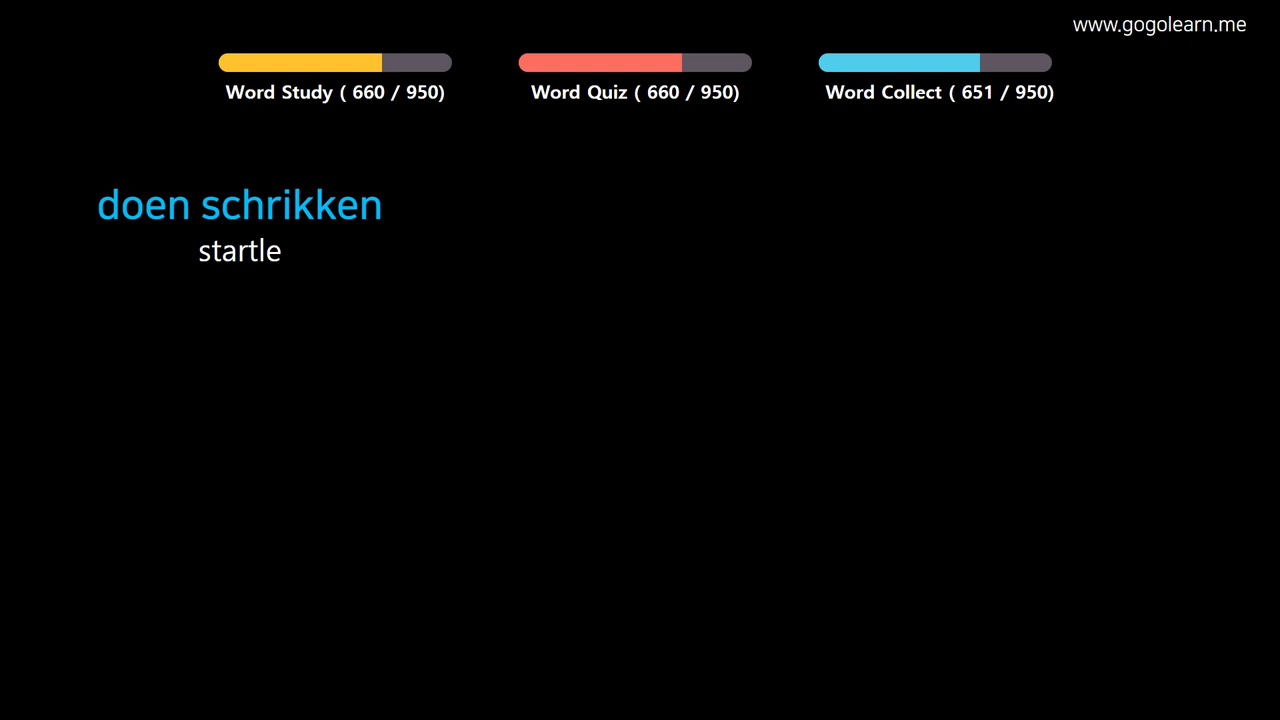 www.gogolearn.me
Word Study ( 660 / 950)
Word Quiz ( 660 / 950)
Word Collect ( 651 / 950)
doen schrikken
startle